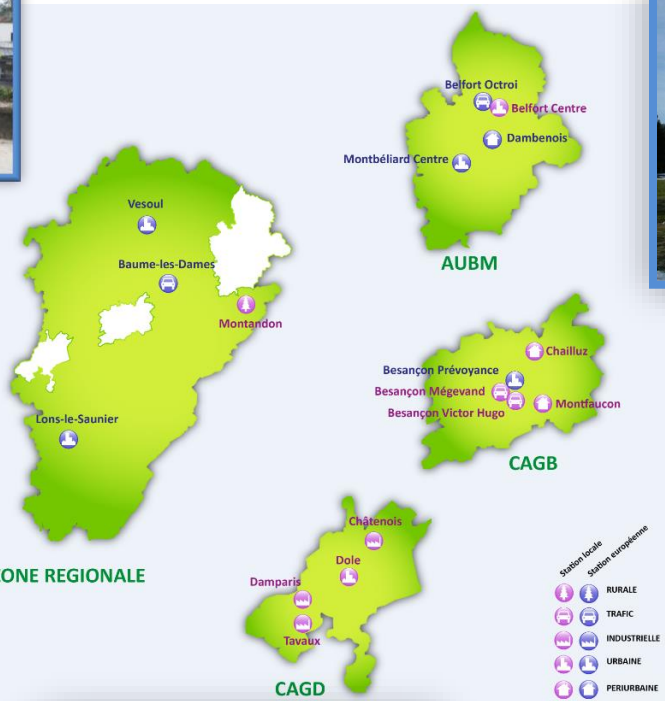 Belfort Octroi
Belfort Centre
Dambenois
Montbéliard Centre
AUBM
Vesoul
Baume-les-Dames
Montandon
Lons-le-Saunier
ONE REGIONALE
Chailluz
Besançon Prévoyance
Besançon Mégevand
Besançon Victor Hugo
Montfaucon
CAGB
Châtenois
Dole
Damparis
Tavaux
CAGD
Station locale
Station européenne
RURALE
TRAFIC
INDUSTRIELLE
URBAINE
PERIURBAINE